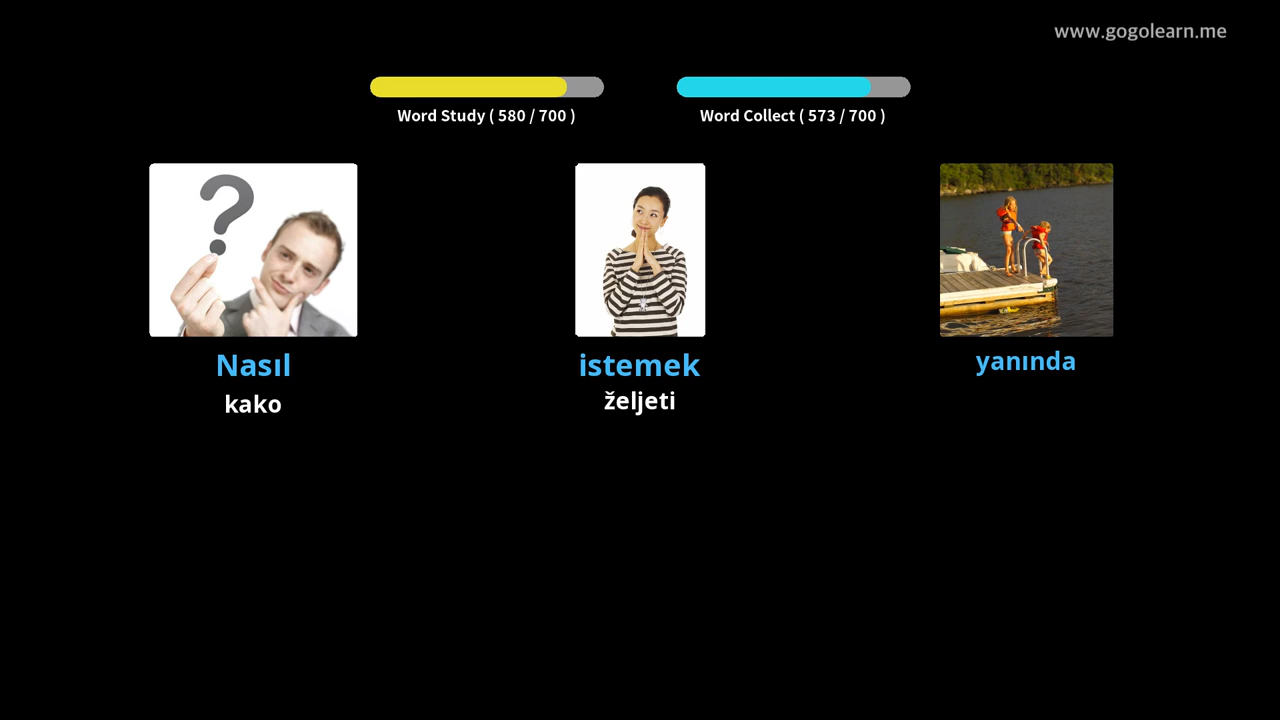 www.gogolearn.me
Word Study ( 580 / 700 )
Word Collect ( 573 / 700 )
?
Nasıl
kako
istemek
željeti
yanında